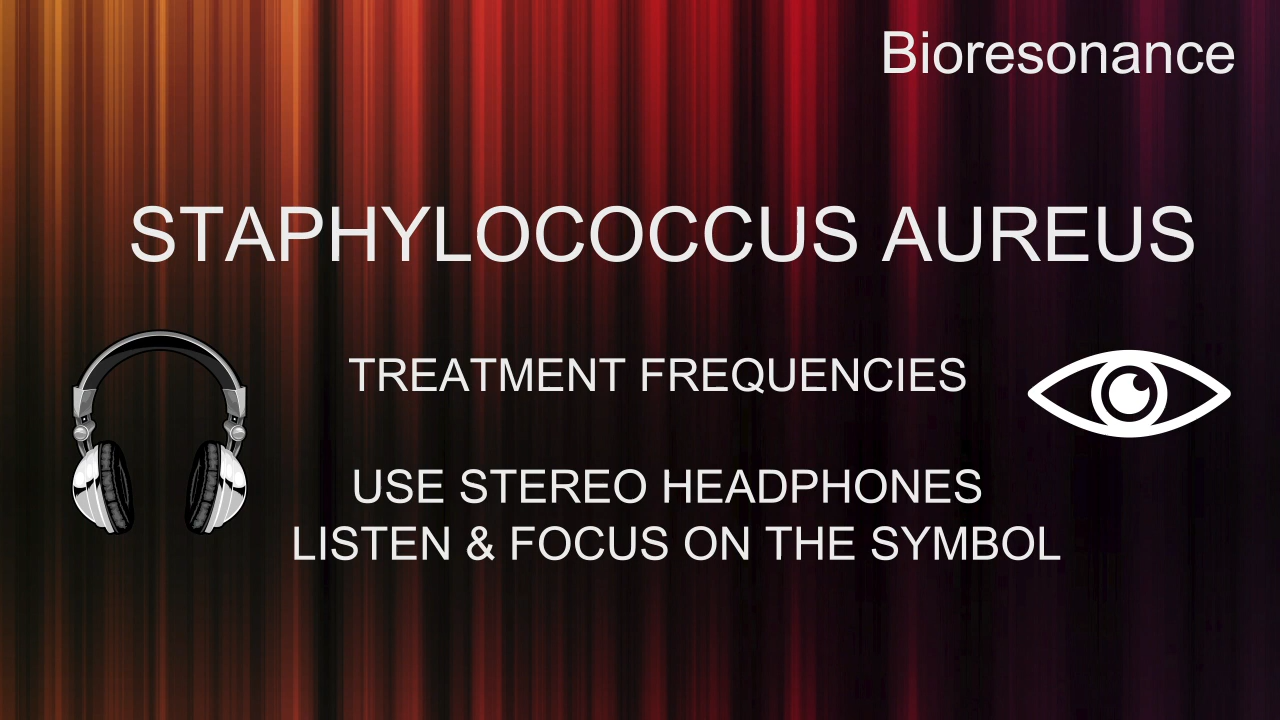 Bioresonance
STAPHYLOCOCCUS AUREUS
TREATMENT FREQUENCIES
USE STEREO HEADPHONES
LISTEN & FOCUS ON THE SYMBOL